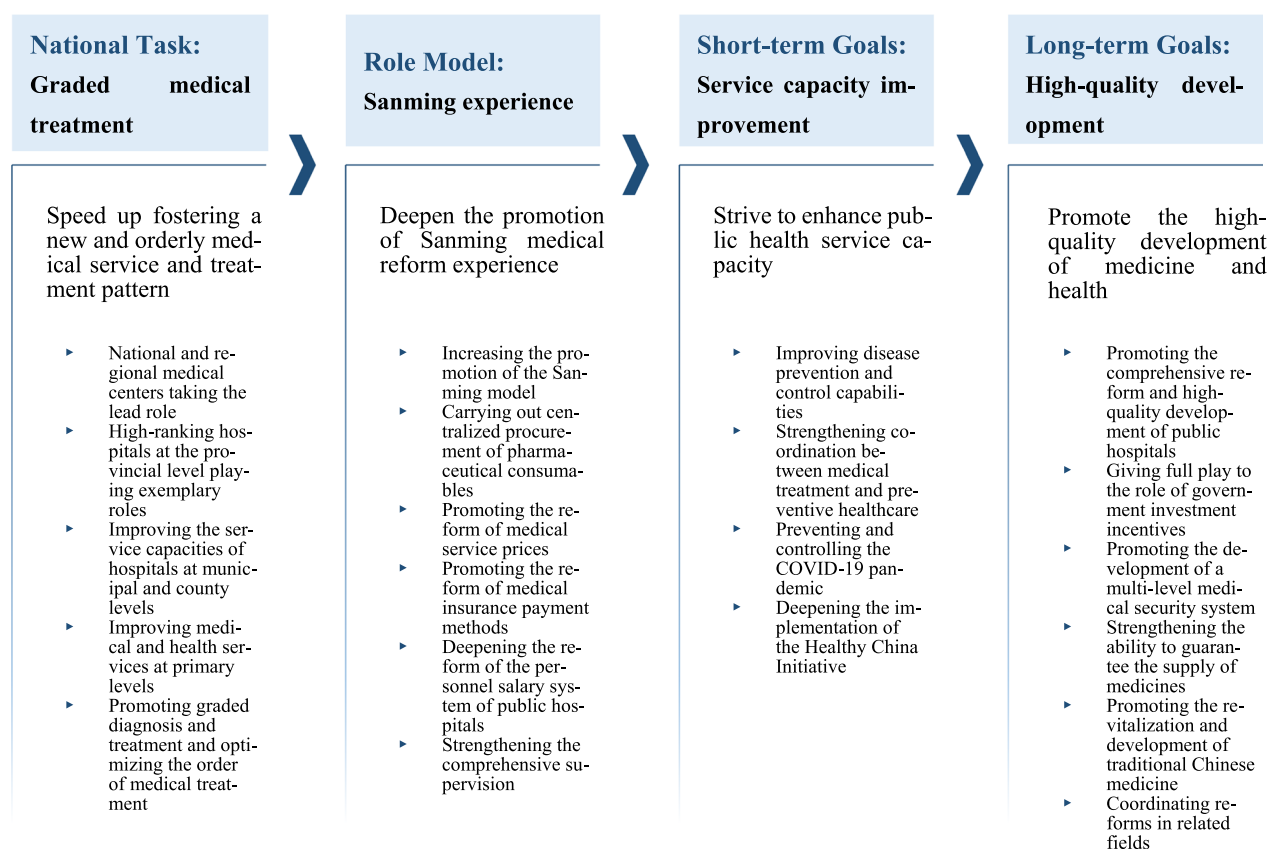 National Task:
Graded medical
treatment
Speed up fostering a
new and orderly med-
ical service and treat-
ment pattern
▸ National and re-
gional medical
centers taking the
lead role
▸ High-ranking hos-
pitals at the pro-
vincial level play-
ing exemplary
roles
▸ Improving the ser-
vice capacities of
hospitals at munic-
ipal and county
levels
▸ Improving medi-
cal and health ser-
vices at primary
levels
▸ Promoting graded
diagnosis and
treatment and opti-
mizing the order
of medical treat-
ment
Role Model:
Sanming experience
Deepen the promotion
of Sanming medical
reform experience
▸ Increasing the pro-
motion of the San-
ming model
▸ Carrying out cen-
tralized procure-
ment of pharma-
ceutical consuma-
bles
▸ Promoting the re-
form of medical
service prices
▸ Promoting the re-
form of medical
insurance payment
methods
▸ Deepening the re-
form of the per-
sonnel salary sys-
tem of public hos-
pitals
▸ Strengthening the
comprehensive su-
pervision
Short-term Goals:
Service capacity im-
provement
Strive to enhance pub-
lic health service ca-
pacity
▸ Improving disease
prevention and
control capabili-
ties
▸ Strengthening co-
ordination be-
tween medical
treatment and pre-
ventive healthcare
▸ Preventing and
controlling the
COVID-19 pan-
demic
▸ Deepening the im-
plementation of
the Healthy China
Initiative
Long-term Goals:
High-quality devel-
opment
Promote the high-
quality development
of medicine and
health
▸ Promoting the
comprehensive re-
form and high-
quality develop-
ment of public
hospitals
▸ Giving full play to
the role of govern-
ment investment
incentives
▸ Promoting the de-
velopment of a
multi-level medi-
cal security system
▸ Strengthening the
ability to guaran-
tee the supply of
medicines
▸ Promoting the re-
vitalization and
development of
traditional Chinese
medicine
▸ Coordinating re-
forms in related
fields